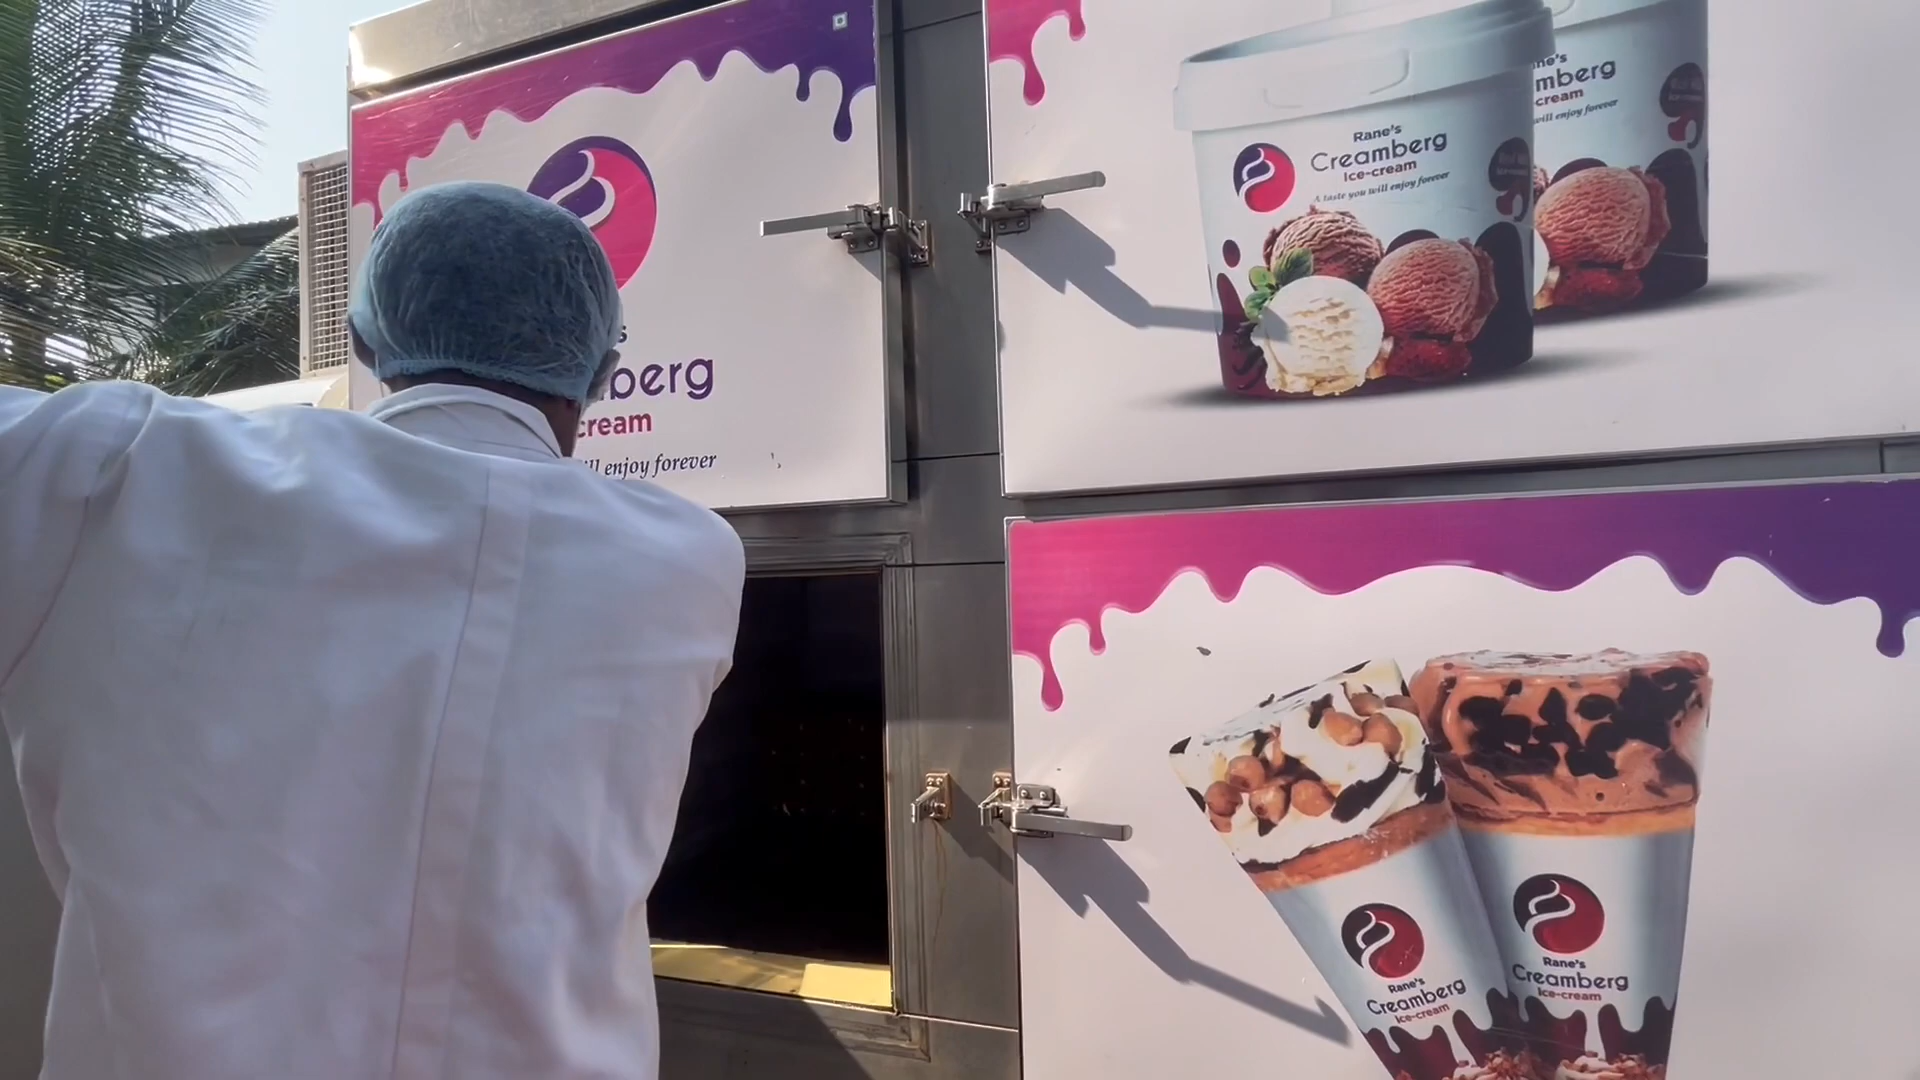 berg
cream
enjoy forever
Rane's
Creamberg
Ice-cream
A taste you will enjoy forever
mberg
cream
will enjoy forever
Rane's
Creamberg
Ice-cream
Rane's
Creamberg
Ice-cream